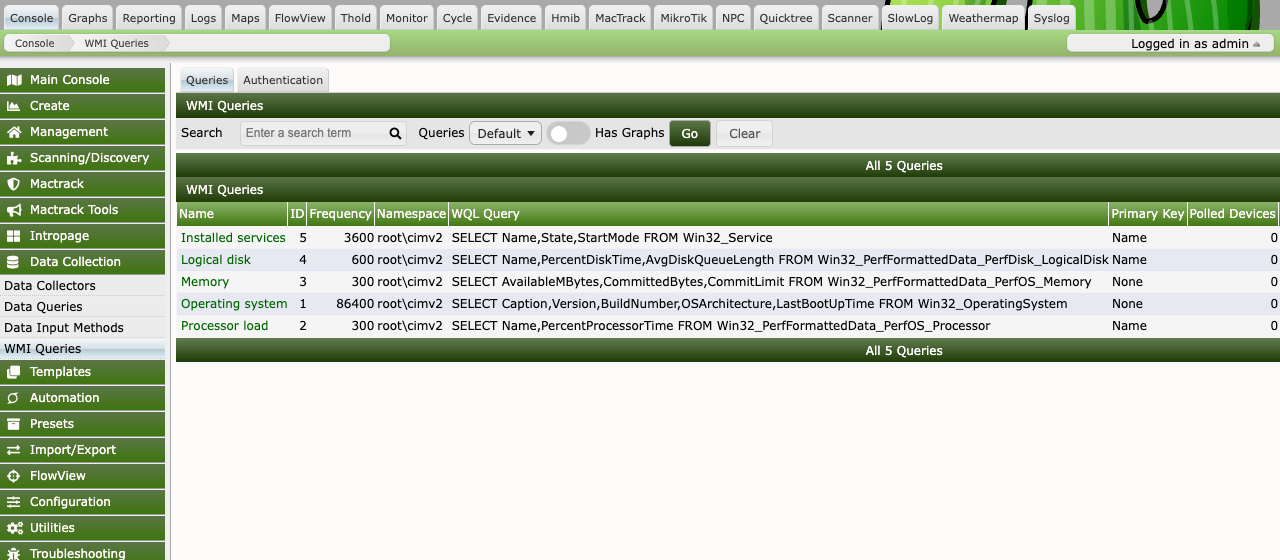 Console Graphs Reporting Logs Maps FlowView Thold Monitor Cycle Evidence Hmib MacTrack MikroTik NPC Quicktree Scanner SlowLog Weathermap Syslog
Console WMI Queries Logged in as admin
Main Console
Create
Management
Scanning/Discovery
Mactrack
Mactrack Tools
Intropage
Data Collection
Data Collectors
Data Queries
Data Input Methods
WMI Queries
Templates
Automation
Presets
Import/Export
FlowView
Configuration
Utilities
Troubleshooting
Queries Authentication
WMI Queries
Search Enter a search term Queries Default Has Graphs Go Clear
All 5 Queries
WMI Queries
Name ID Frequency Namespace WQL Query Primary Key Polled Devices
Installed services 5 3600 root\cimv2 SELECT Name,State,StartMode FROM Win32_Service Name 0
Logical disk 4 600 root\cimv2 SELECT Name,PercentDiskTime,AvgDiskQueueLength FROM Win32_PerfFormattedData_PerfDisk_LogicalDisk Name 0
Memory 3 300 root\cimv2 SELECT AvailableMBytes,CommittedBytes,CommitLimit FROM Win32_PerfFormattedData_PerfOS_Memory None 0
Operating system 1 86400 root\cimv2 SELECT Caption,Version,BuildNumber,OSArchitecture,LastBootUpTime FROM Win32_OperatingSystem None 0
Processor load 2 300 root\cimv2 SELECT Name,PercentProcessorTime FROM Win32_PerfFormattedData_PerfOS_Processor Name 0
All 5 Queries